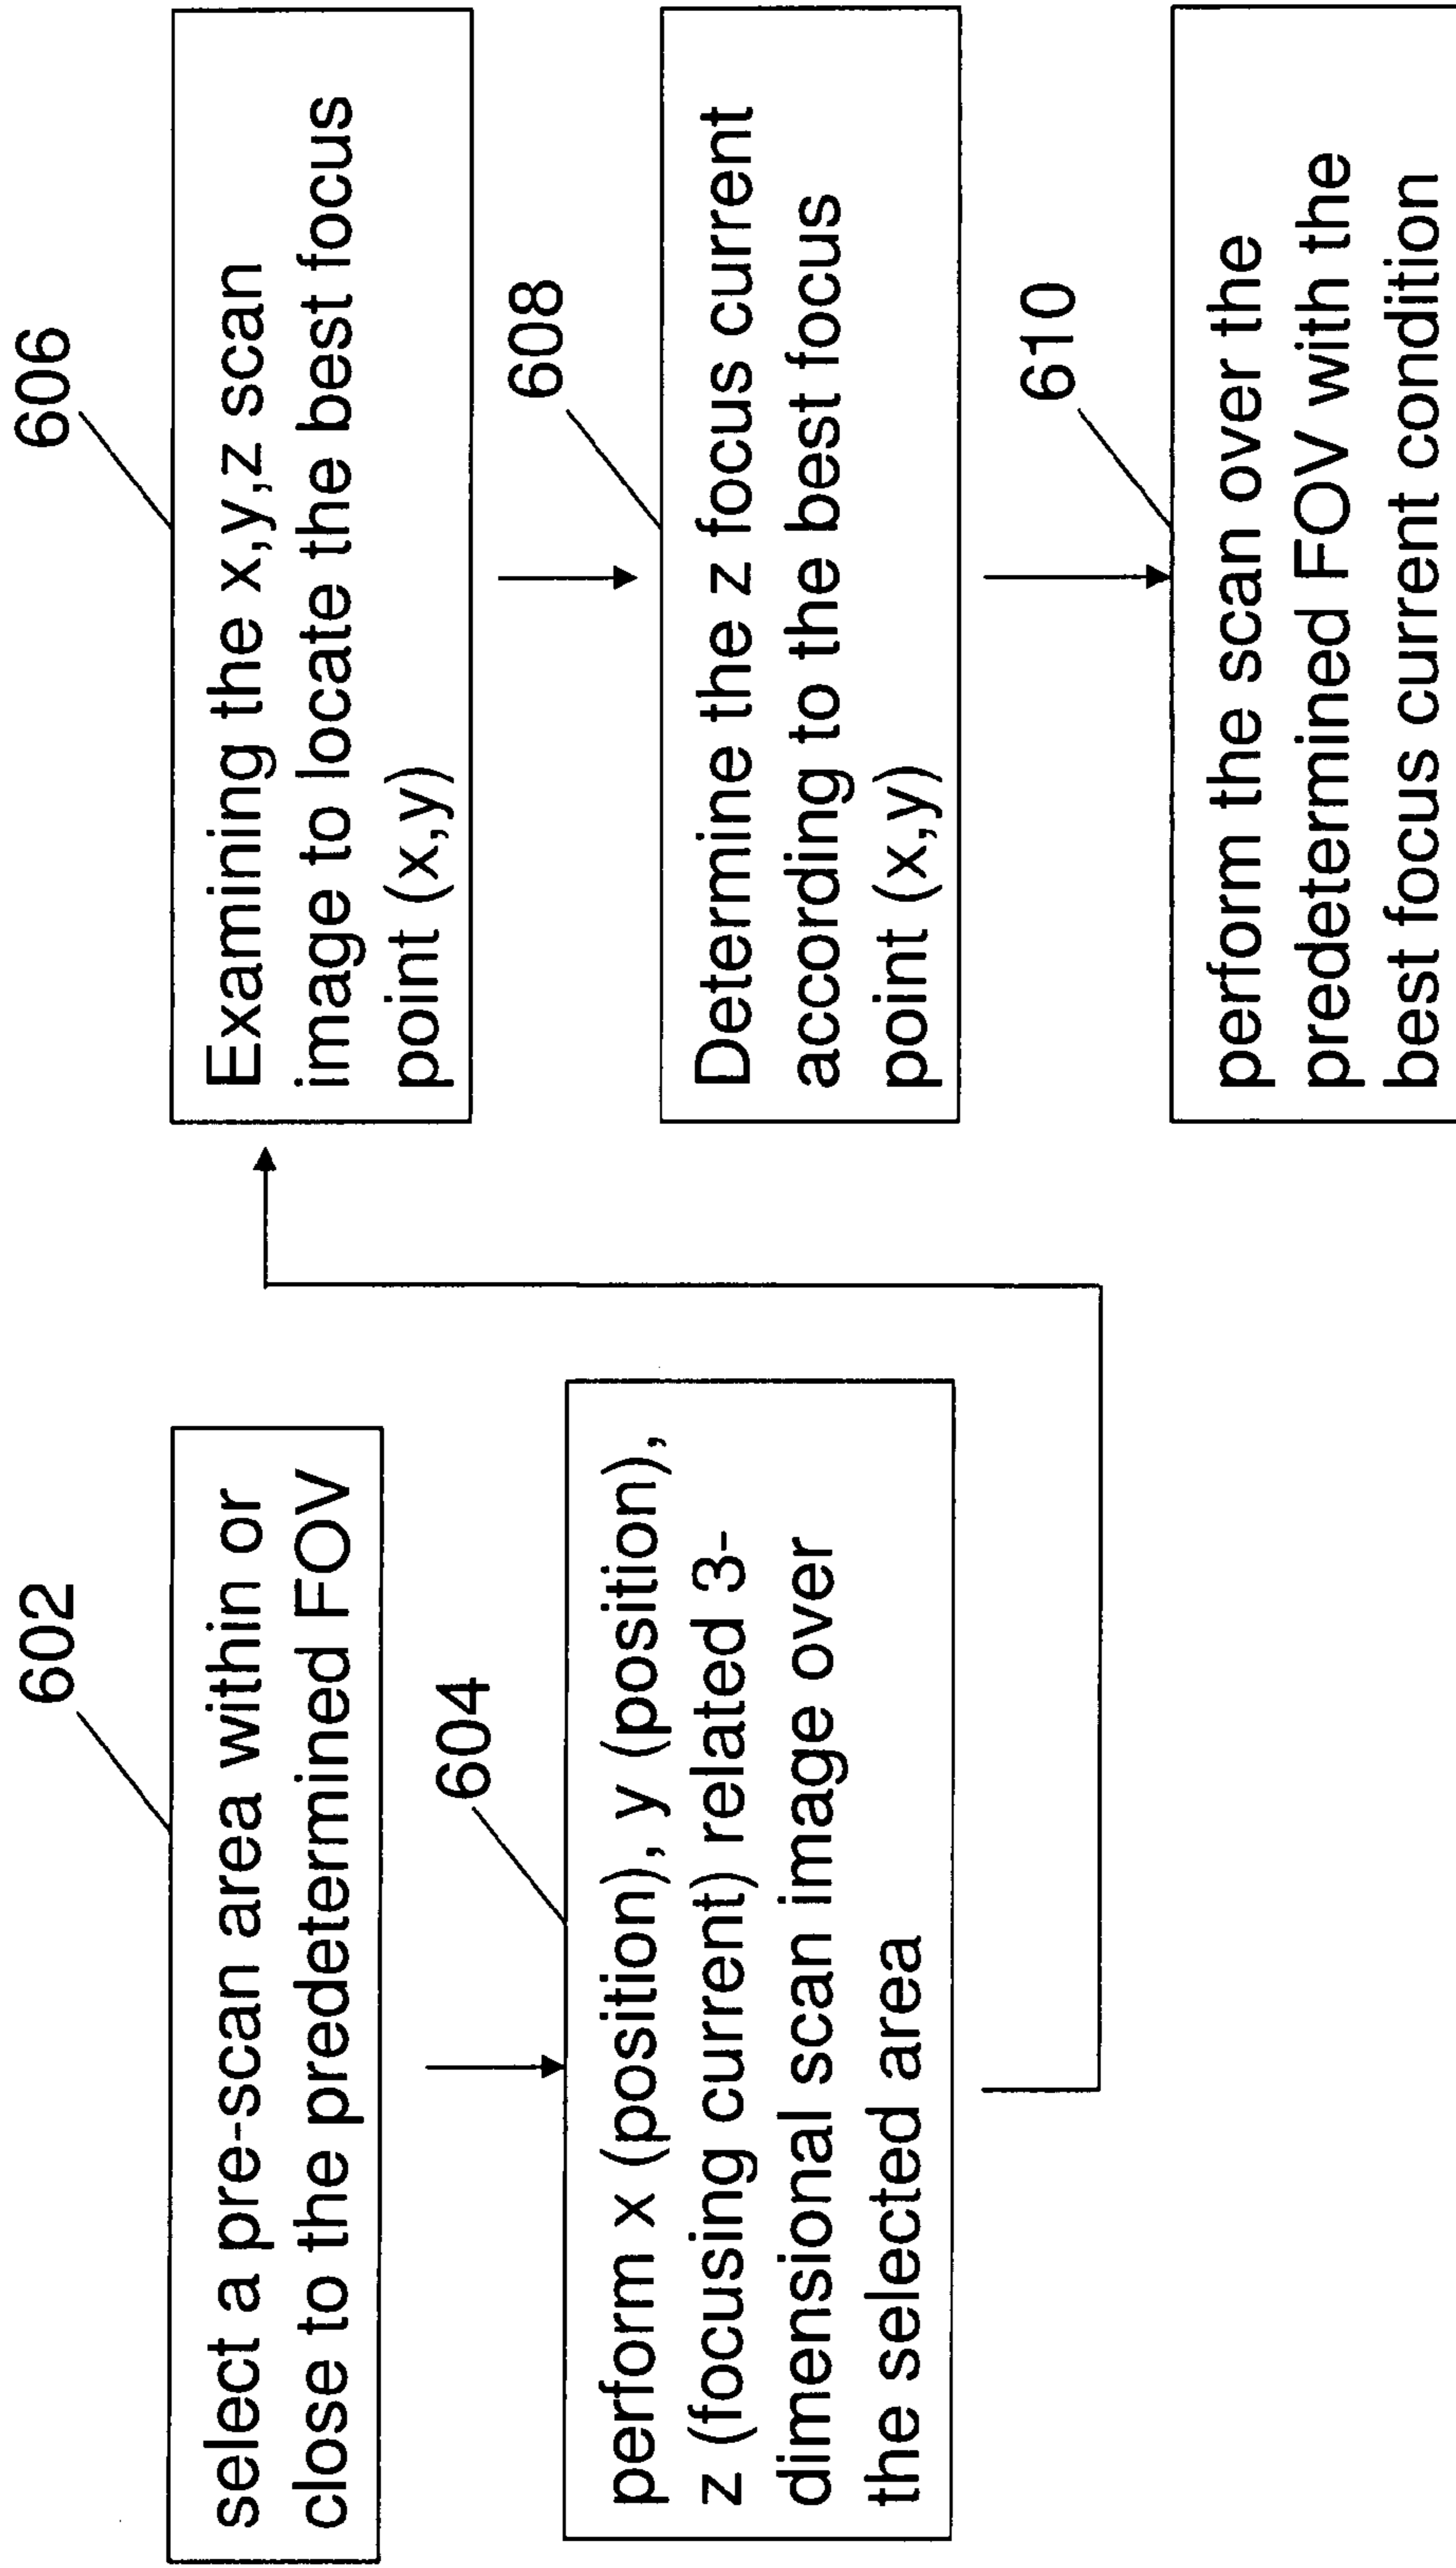 602
select a pre-scan area within or
close to the predetermined FOV
604
perform x (position), y (position),
z (focusing current) related 3-
dimensional scan image over
the selected area
606
Examining the x,y,z scan
image to locate the best focus
point (x,y)
608
Determine the z focus current
according to the best focus
point (x,y)
610
perform the scan over the
predetermined FOV with the
best focus current condition